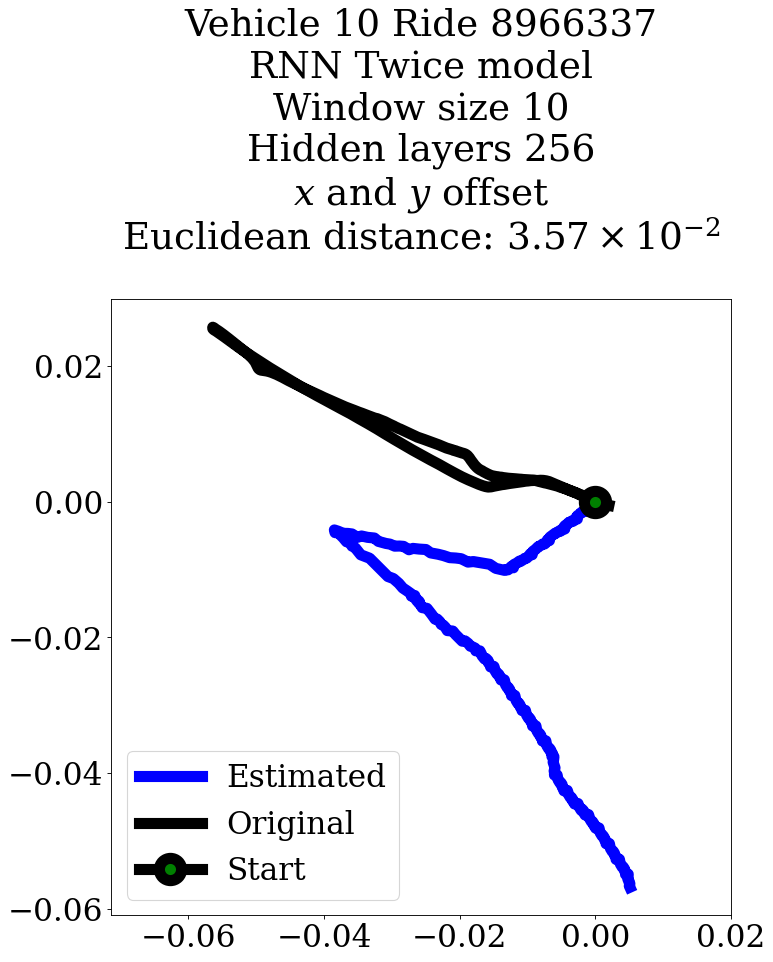 Vehicle 10 Ride 8966337
RNN Twice model
Window size 10
Hidden layers 256
x and y offset
Euclidean distance: 3.57 × 10⁻²
0.02
0.00
−0.02
−0.04
−0.06
Estimated
Original
Start
−0.06 −0.04 −0.02 0.00 0.02